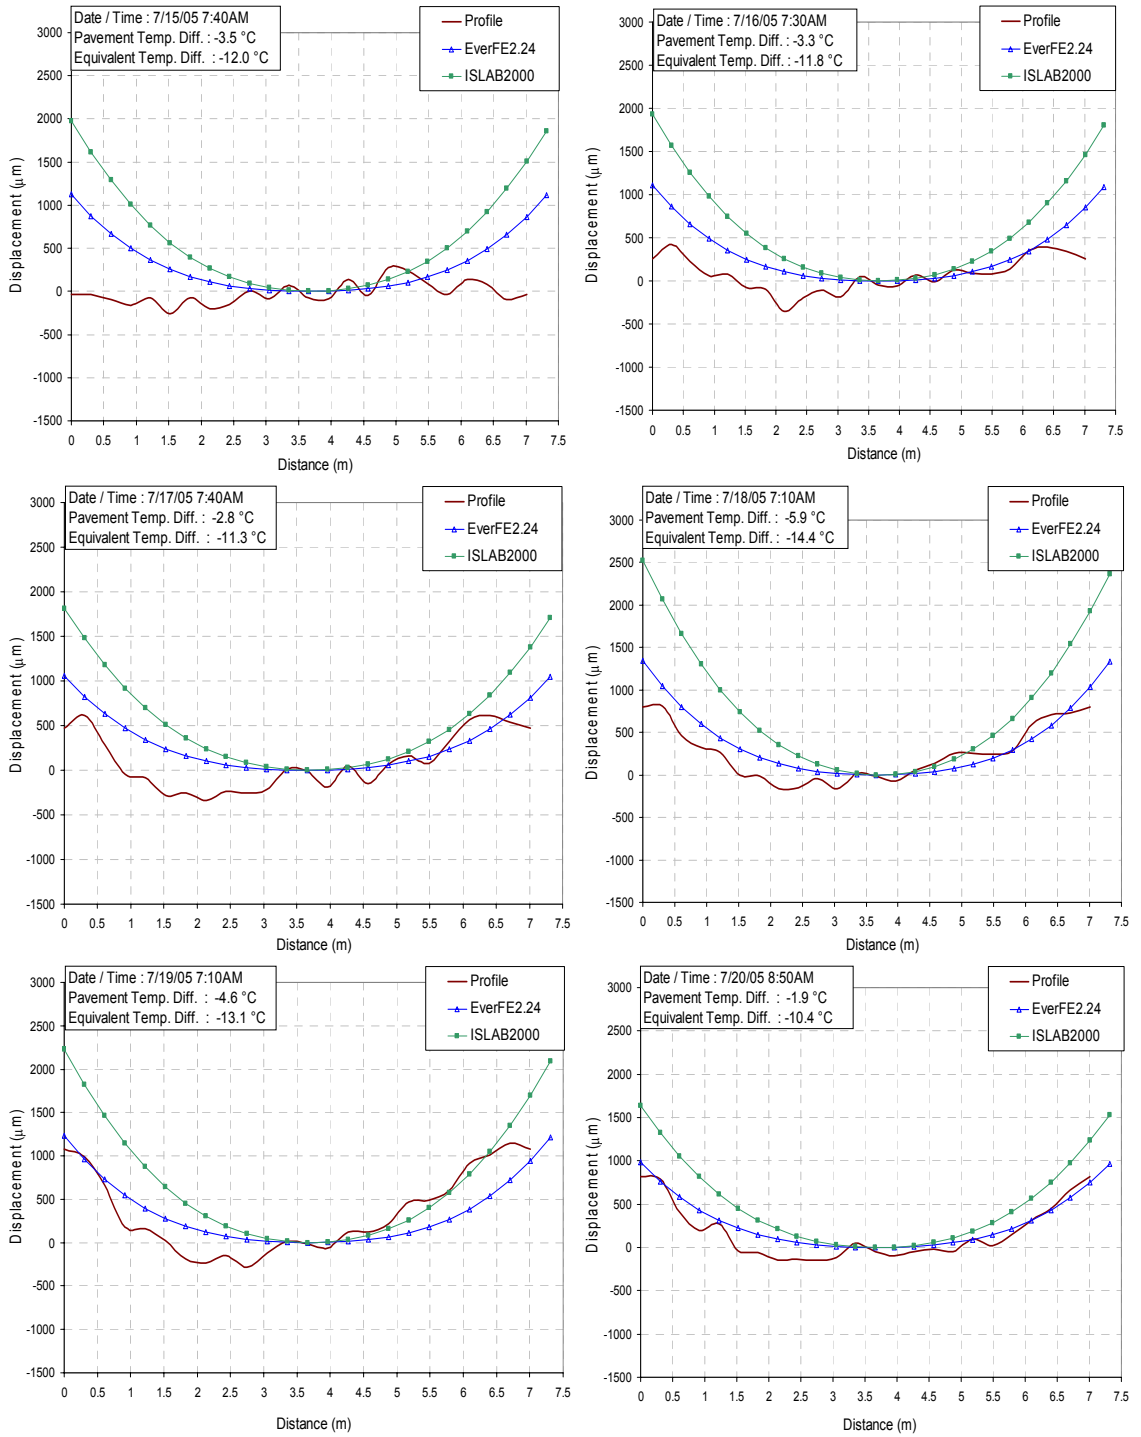 Date / Time : 7/15/05 7:40AM
Pavement Temp. Diff. : -3.5 °C
Equivalent Temp. Diff. : -12.0 °C
Profile
EverFE2.24
ISLAB2000
3000
2500
2000
1500
1000
500
0
-500
-1000
-1500
Displacement (μm)
0 0.5 1 1.5 2 2.5 3 3.5 4 4.5 5 5.5 6 6.5 7 7.5
Distance (m)
Date / Time : 7/16/05 7:30AM
Pavement Temp. Diff. : -3.3 °C
Equivalent Temp. Diff. : -11.8 °C
Profile
EverFE2.24
ISLAB2000
3000
2500
2000
1500
1000
500
0
-500
-1000
-1500
Displacement (μm)
0 0.5 1 1.5 2 2.5 3 3.5 4 4.5 5 5.5 6 6.5 7 7.5
Distance (m)
Date / Time : 7/17/05 7:40AM
Pavement Temp. Diff. : -2.8 °C
Equivalent Temp. Diff. : -11.3 °C
Profile
EverFE2.24
ISLAB2000
3000
2500
2000
1500
1000
500
0
-500
-1000
-1500
Displacement (μm)
0 0.5 1 1.5 2 2.5 3 3.5 4 4.5 5 5.5 6 6.5 7 7.5
Distance (m)
Date / Time : 7/18/05 7:10AM
Pavement Temp. Diff. : -5.9 °C
Equivalent Temp. Diff. : -14.4 °C
Profile
EverFE2.24
ISLAB2000
3000
2500
2000
1500
1000
500
0
-500
-1000
-1500
Displacement (μm)
0 0.5 1 1.5 2 2.5 3 3.5 4 4.5 5 5.5 6 6.5 7 7.5
Distance (m)
Date / Time : 7/19/05 7:10AM
Pavement Temp. Diff. : -4.6 °C
Equivalent Temp. Diff. : -13.1 °C
Profile
EverFE2.24
ISLAB2000
3000
2500
2000
1500
1000
500
0
-500
-1000
-1500
Displacement (μm)
0 0.5 1 1.5 2 2.5 3 3.5 4 4.5 5 5.5 6 6.5 7 7.5
Distance (m)
Date / Time : 7/20/05 8:50AM
Pavement Temp. Diff. : -1.9 °C
Equivalent Temp. Diff. : -10.4 °C
Profile
EverFE2.24
ISLAB2000
3000
2500
2000
1500
1000
500
0
-500
-1000
-1500
Displacement (μm)
0 0.5 1 1.5 2 2.5 3 3.5 4 4.5 5 5.5 6 6.5 7 7.5
Distance (m)